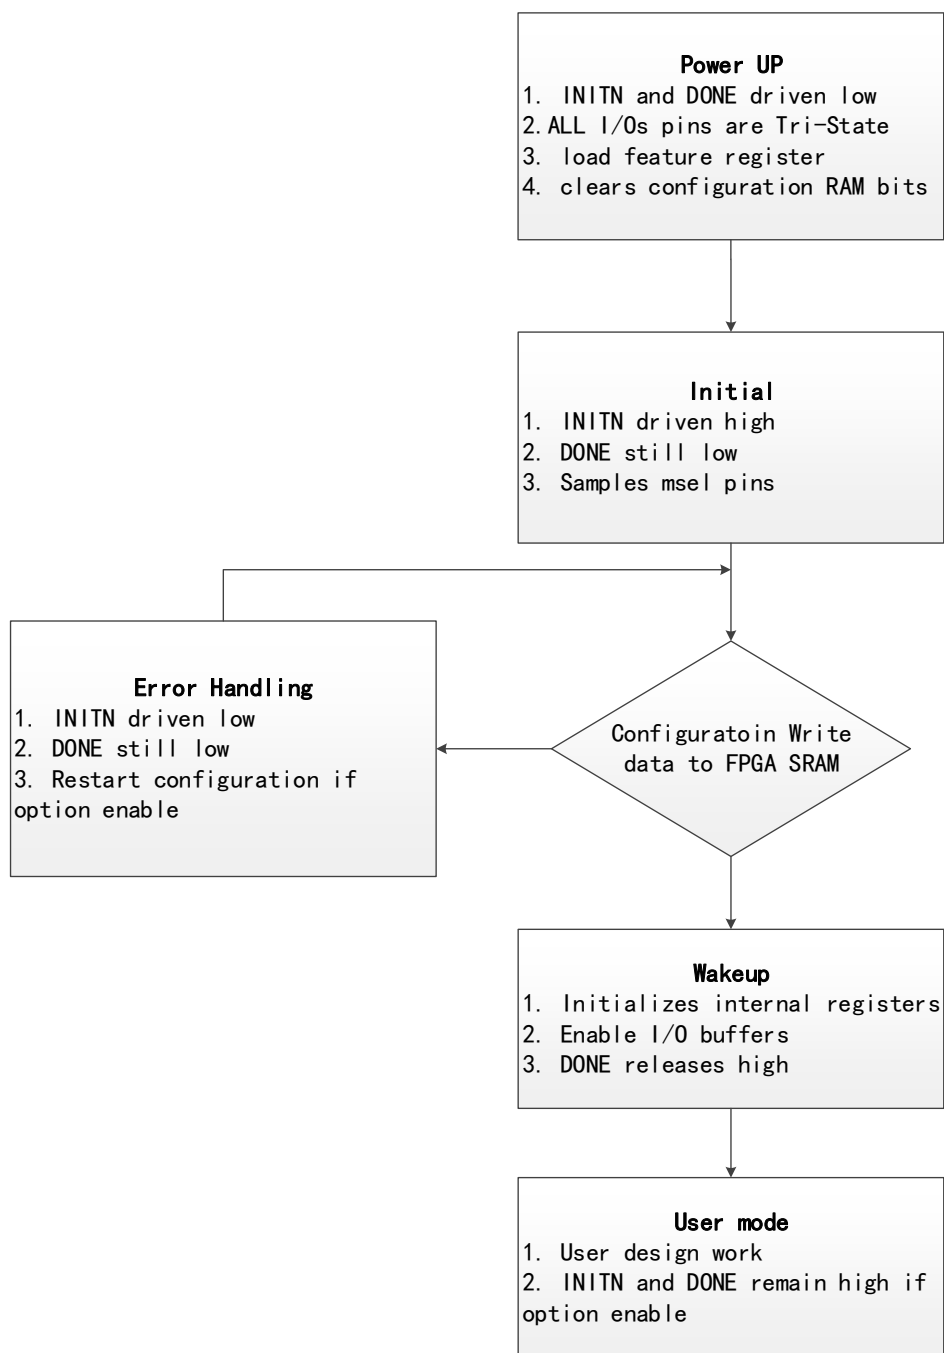 Power UP
1. INITN and DONE driven low
2.ALL I/Os pins are Tri-State
3. load feature register
4. clears configuration RAM bits
Initial
1. INITN driven high
2. DONE still low
3. Samples msel pins
Error Handling
1. INITN driven low
2. DONE still low
3. Restart configuration if
option enable
Configuratoin Write
data to FPGA SRAM
Wakeup
1. Initializes internal registers
2. Enable I/O buffers
3. DONE releases high
User mode
1. User design work
2. INITN and DONE remain high if
option enable